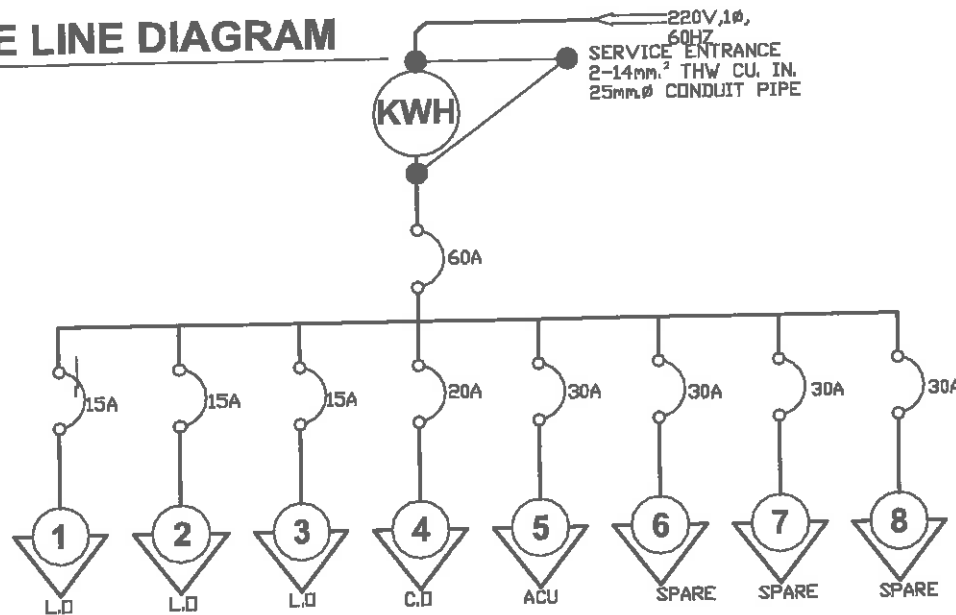 E LINE DIAGRAM
220V,1Ø,
60HZ
SERVICE ENTRANCE
2-14mm.² THW CU. IN.
25mm.Ø CONDUIT PIPE
KWH
60A
15A 15A 15A 20A 30A 30A 30A 30A
1 2 3 4 5 6 7 8
L.O L.O L.O C.O ACU SPARE SPARE SPARE